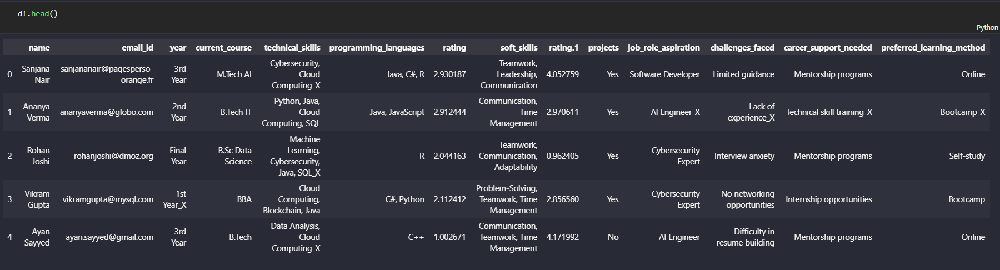 df.head()
Python
name email_id year current_course technical_skills programming_languages rating soft_skills rating.1 projects job_role_aspiration challenges_faced career_support_needed preferred_learning_method
0 Sanjana Nair sanjananair@pagesperso-orange.fr 3rd Year M.Tech AI Cybersecurity, Cloud Computing_X Java, C#, R 2.930187 Teamwork, Leadership, Communication 4.052759 Yes Software Developer Limited guidance Mentorship programs Online
1 Ananya Verma ananyaverma@globo.com 2nd Year B.Tech IT Python, Java, Cloud Computing, SQL Java, JavaScript 2.912444 Communication, Time Management 2.970611 Yes AI Engineer_X Lack of experience_X Technical skill training_X Bootcamp_X
2 Rohan Joshi rohanjoshi@dmoz.org Final Year B.Sc Data Science Machine Learning, Cybersecurity, Java, SQL_X R 2.044163 Teamwork, Communication, Adaptability 0.962405 Yes Cybersecurity Expert Interview anxiety Mentorship programs Self-study
3 Vikram Gupta vikramgupta@mysql.com 1st Year_X BBA Cloud Computing, Blockchain, Java C#, Python 2.112412 Problem-Solving, Teamwork, Time Management 2.856560 Yes Cybersecurity Expert No networking opportunities Internship opportunities Bootcamp
4 Ayan Sayyed ayan.sayyed@gmail.com 3rd Year B.Tech Data Analysis, Cloud Computing_X C++ 1.002671 Communication, Teamwork, Time Management 4.171992 No AI Engineer Difficulty in resume building Mentorship programs Online